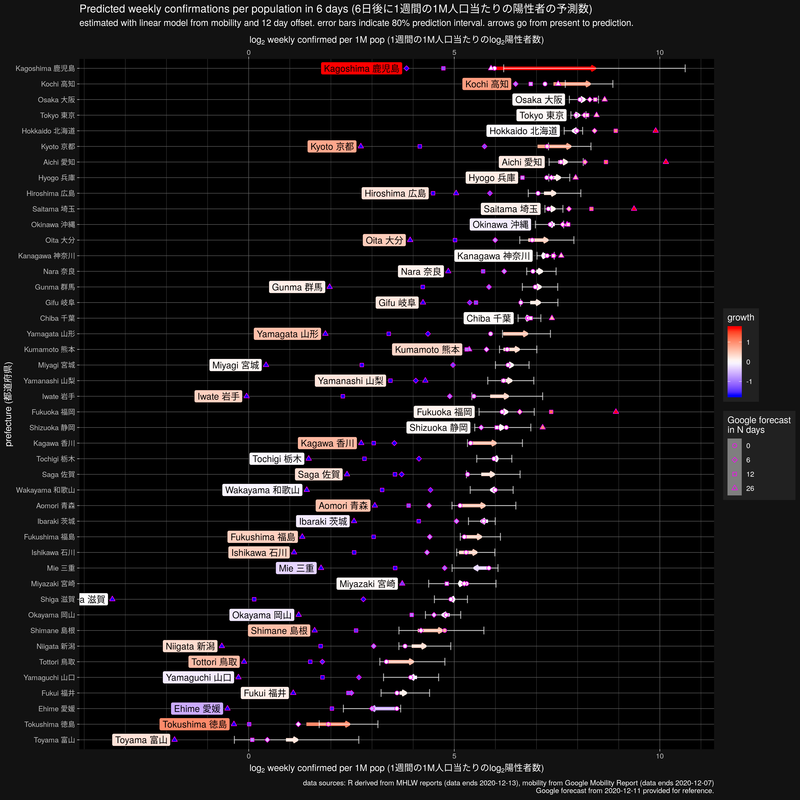 Predicted weekly confirmations per population in 6 days (6日後に1週間の1M人口当たりの陽性者の予測数)
estimated with linear model from mobility and 12 day offset. error bars indicate 80% prediction interval. arrows go from present to prediction.
log₂ weekly confirmed per 1M pop (1週間の1M人口当たりのlog₂陽性者数)
0 5 10
Kagoshima 鹿児島 Kagoshima 鹿児島
Kochi 高知 Kochi 高知
Osaka 大阪 Osaka 大阪
Tokyo 東京 Tokyo 東京
Hokkaido 北海道 Hokkaido 北海道
Kyoto 京都 Kyoto 京都
Aichi 愛知 Aichi 愛知
Hyogo 兵庫 Hyogo 兵庫
Hiroshima 広島 Hiroshima 広島
Saitama 埼玉 Saitama 埼玉
Okinawa 沖縄 Okinawa 沖縄
Oita 大分 Oita 大分
Kanagawa 神奈川 Kanagawa 神奈川
Nara 奈良 Nara 奈良
Gunma 群馬 Gunma 群馬
Gifu 岐阜 Gifu 岐阜
Chiba 千葉 Chiba 千葉
Yamagata 山形 Yamagata 山形
Kumamoto 熊本 Kumamoto 熊本
Miyagi 宮城 Miyagi 宮城
Yamanashi 山梨 Yamanashi 山梨
Iwate 岩手 Iwate 岩手
Fukuoka 福岡 Fukuoka 福岡
Shizuoka 静岡 Shizuoka 静岡
Kagawa 香川 Kagawa 香川
Tochigi 栃木 Tochigi 栃木
Saga 佐賀 Saga 佐賀
Wakayama 和歌山 Wakayama 和歌山
Aomori 青森 Aomori 青森
Ibaraki 茨城 Ibaraki 茨城
Fukushima 福島 Fukushima 福島
Ishikawa 石川 Ishikawa 石川
Mie 三重 Mie 三重
Miyazaki 宮崎 Miyazaki 宮崎
Shiga 滋賀 a 滋賀
Okayama 岡山 Okayama 岡山
Shimane 島根 Shimane 島根
Niigata 新潟 Niigata 新潟
Tottori 鳥取 Tottori 鳥取
Yamaguchi 山口 Yamaguchi 山口
Fukui 福井 Fukui 福井
Ehime 愛媛 Ehime 愛媛
Tokushima 徳島 Tokushima 徳島
Toyama 富山 Toyama 富山
0 5 10
log₂ weekly confirmed per 1M pop (1週間の1M人口当たりのlog₂陽性者数)
prefecture (都道府県)
growth
1
0
-1
Google forecast
in N days
0
6
12
26
data sources: R derived from MHLW reports (data ends 2020-12-13), mobility from Google Mobility Report (data ends 2020-12-07)
Google forecast from 2020-12-11 provided for reference.